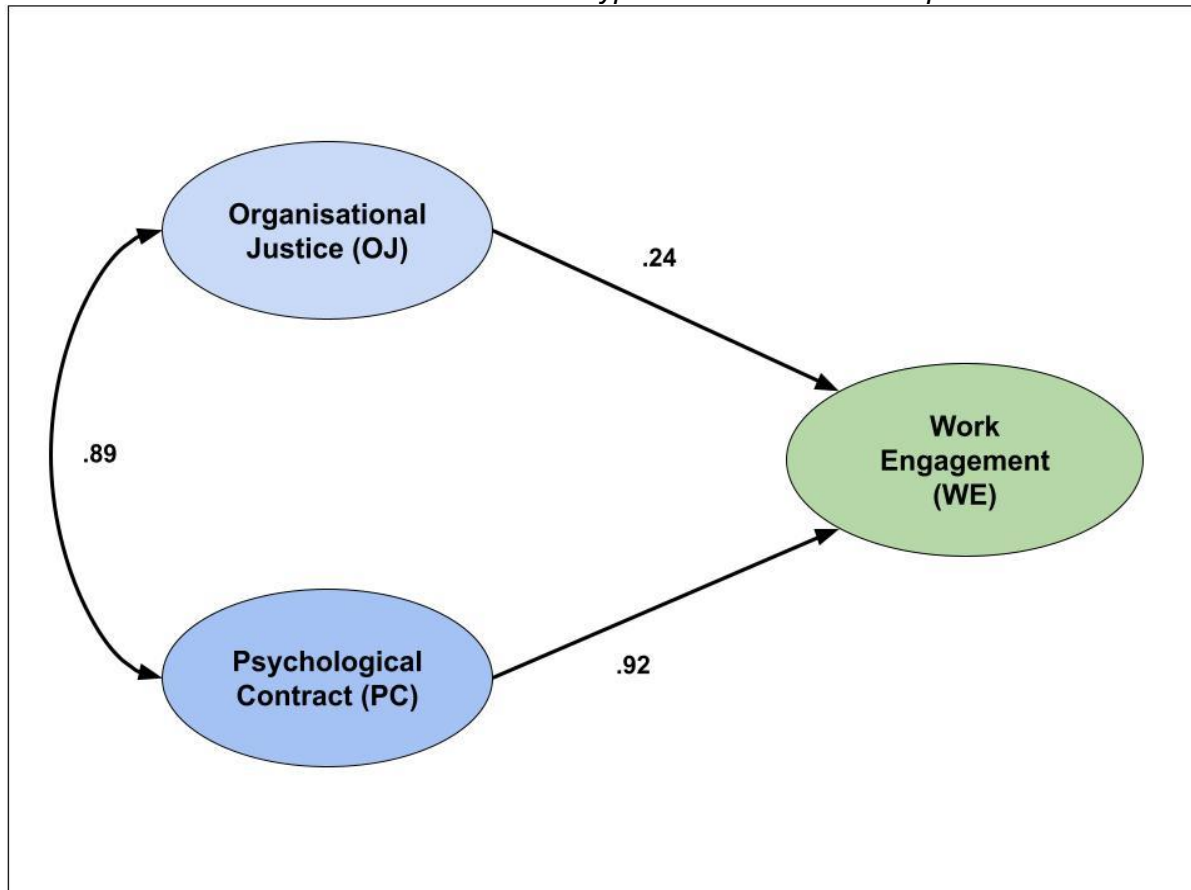 Organisational
Justice (OJ)
.24
Work
Engagement
(WE)
.89
Psychological
Contract (PC)
.92